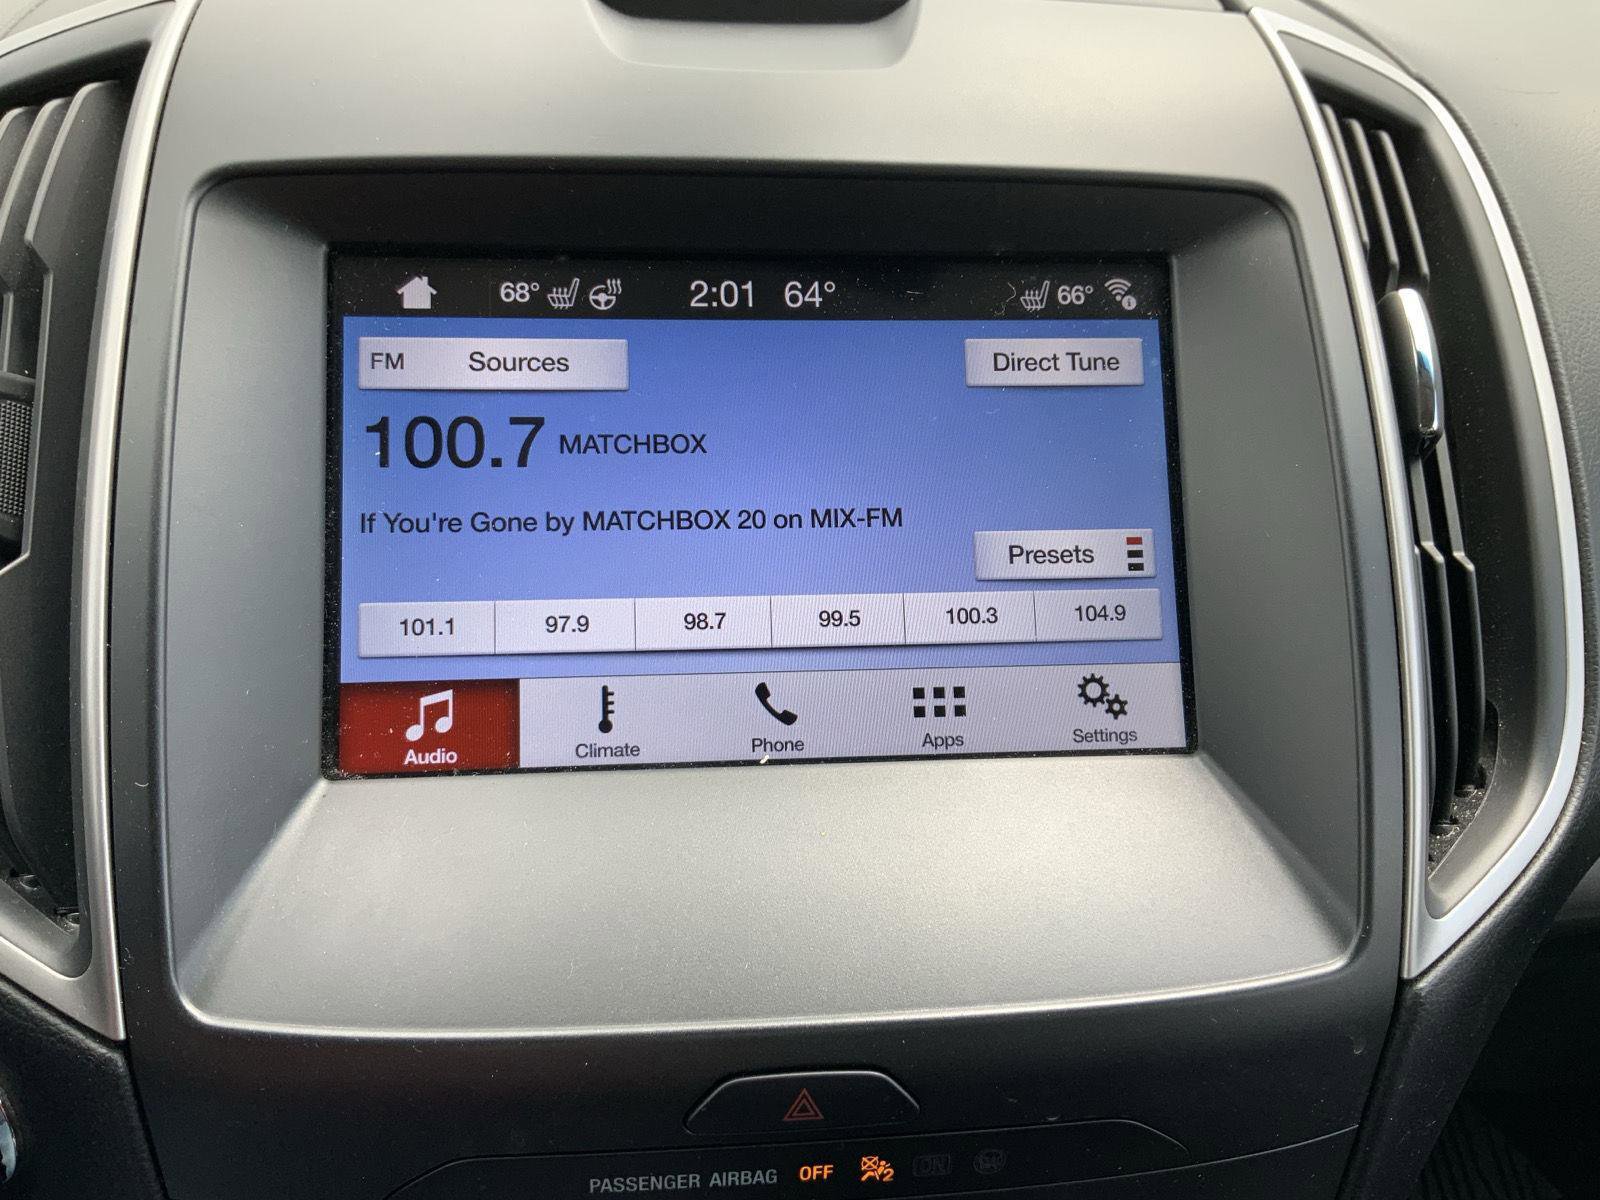 68° 2:01 64° 66°
FM Sources Direct Tune
100.7 MATCHBOX
If You're Gone by MATCHBOX 20 on MIX-FM
Presets
101.1 97.9 98.7 99.5 100.3 104.9
Audio Climate Phone Apps Settings
PASSENGER AIRBAG OFF 2 ON